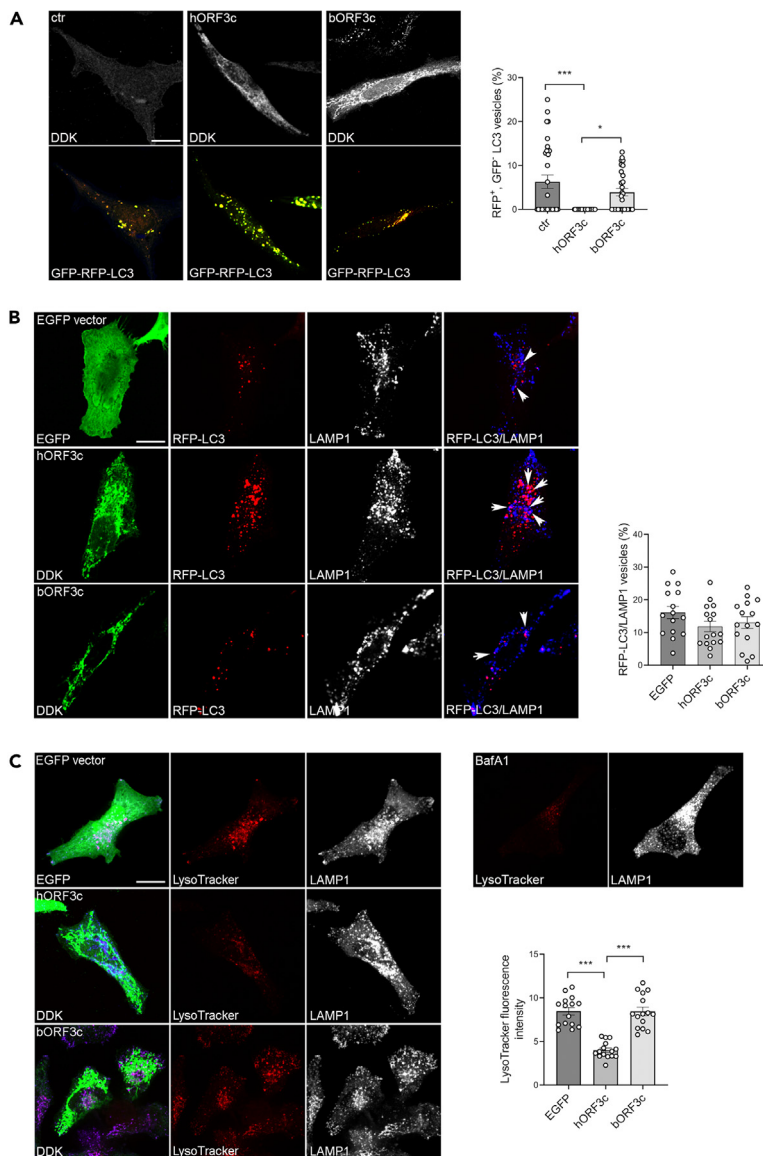 A
ctr
hORF3c
bORF3c
DDK
DDK
DDK
GFP-RFP-LC3
GFP-RFP-LC3
GFP-RFP-LC3
RFP⁺, GFP⁻ LC3 vesicles (%)
30
20
10
0
***
*
ctr
hORF3c
bORF3c
B
EGFP vector
EGFP
RFP-LC3
LAMP1
RFP-LC3/LAMP1
hORF3c
DDK
RFP-LC3
LAMP1
RFP-LC3/LAMP1
bORF3c
DDK
RFP-LC3
LAMP1
RFP-LC3/LAMP1
RFP-LC3/LAMP1 vesicles (%)
40
30
20
10
0
EGFP
hORF3c
bORF3c
C
EGFP vector
EGFP
LysoTracker
LAMP1
hORF3c
DDK
LysoTracker
LAMP1
bORF3c
DDK
LysoTracker
LAMP1
BafA1
LysoTracker
LAMP1
LysoTracker fluorescence
intensity
15
10
5
0
***
***
EGFP
hORF3c
bORF3c